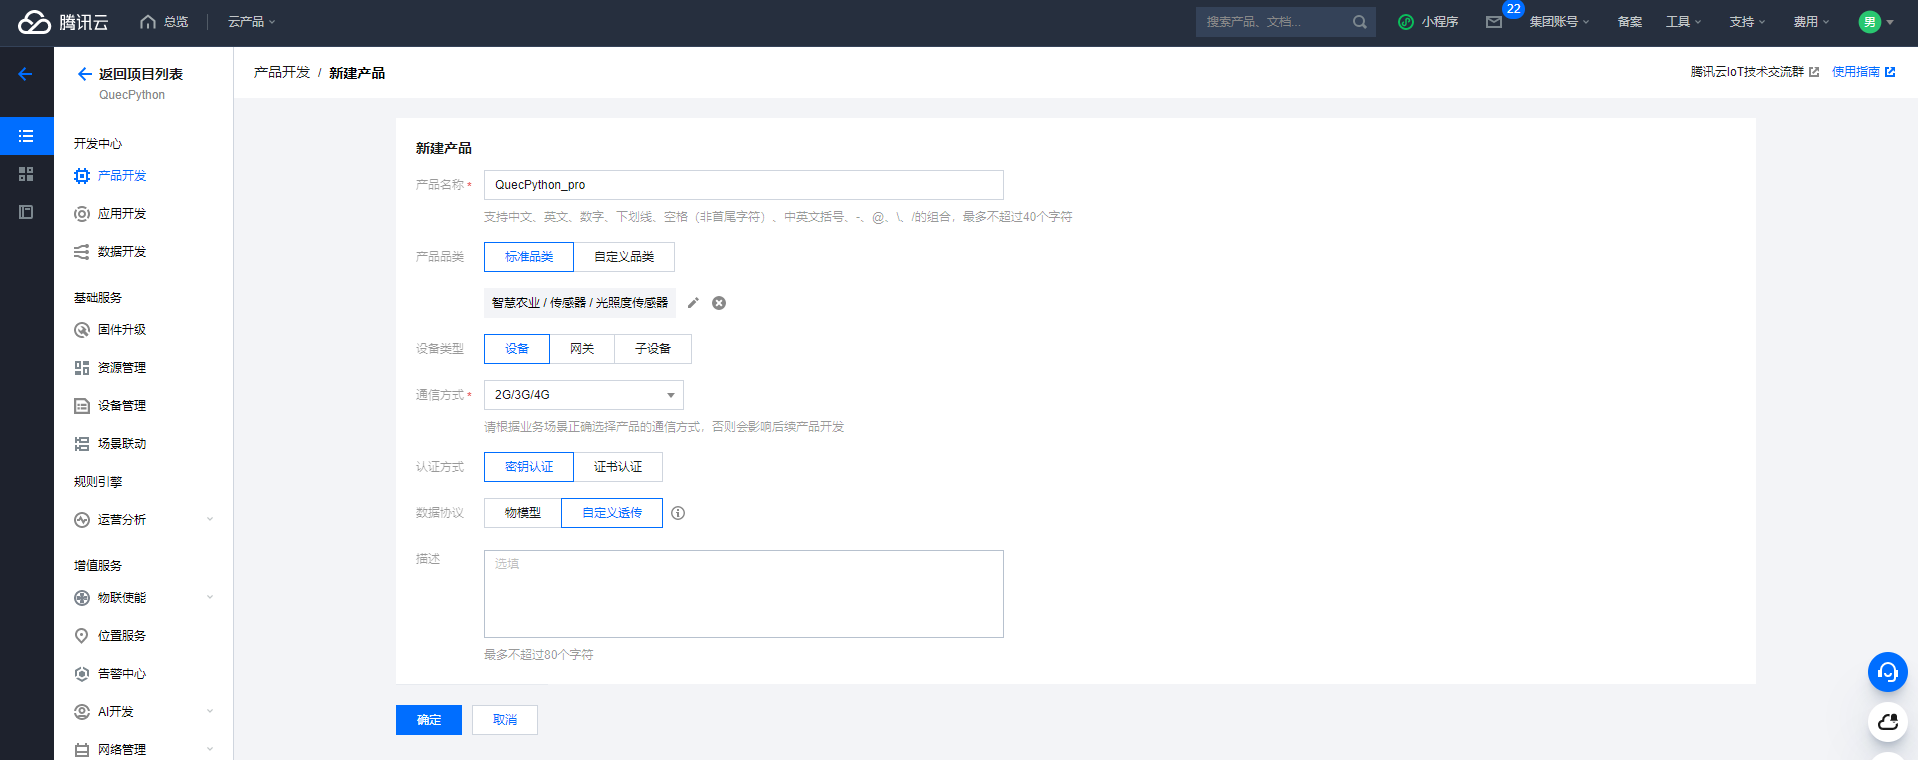 腾讯云
总览
云产品
搜索产品、文档...
小程序
22
集团账号
备案
工具
支持
费用
男
返回项目列表
QuecPython
开发中心
产品开发
应用开发
数据开发
基础服务
固件升级
资源管理
设备管理
场景联动
规则引擎
运营分析
增值服务
物联使能
位置服务
告警中心
AI开发
网络管理
产品开发 / 新建产品
腾讯云IoT技术交流群
使用指南
新建产品
产品名称 *
QuecPython_pro
支持中文、英文、数字、下划线、空格（非首尾字符）、中英文括号、-、@、\、/的组合，最多不超过40个字符
产品品类
标准品类
自定义品类
智慧农业 / 传感器 / 光照度传感器
设备类型
设备
网关
子设备
通信方式 *
2G/3G/4G
请根据业务场景正确选择产品的通信方式，否则会影响后续产品开发
认证方式
密钥认证
证书认证
数据协议
物模型
自定义透传
描述
选填
最多不超过80个字符
确定
取消